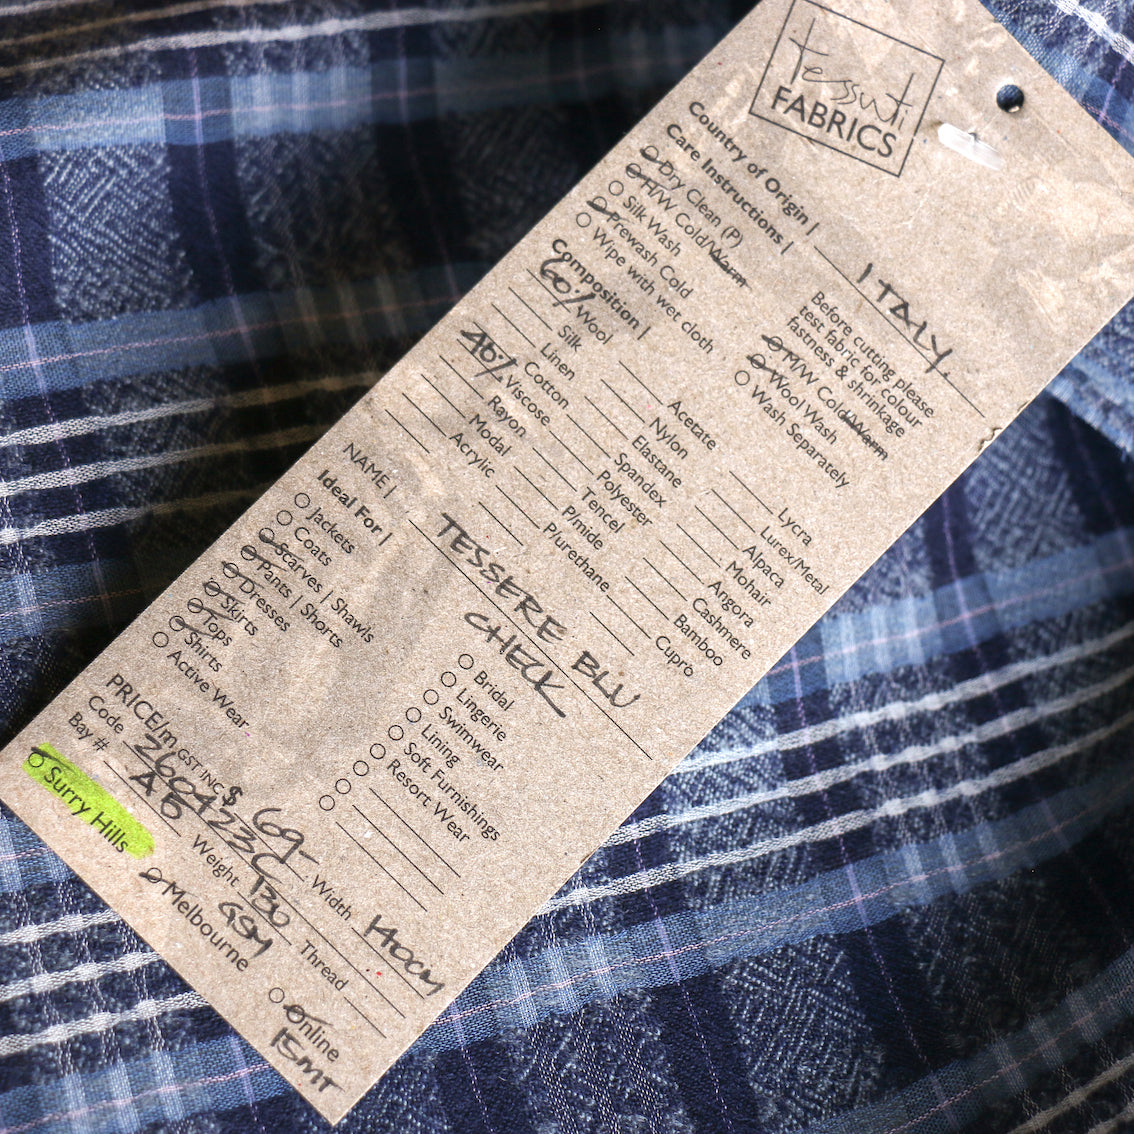 tessuti
FABRICS
Country of Origin | ITALY
Care Instructions |
Dry Clean (P)
H/W Cold/Warm
Silk Wash
Prewash Cold
Wipe with wet cloth
Before cutting please
test fabric for colour
fastness & shrinkage
M/W Cold/Warm
Wool Wash
Wash Separately
Composition |
60% Wool
Silk
Linen
Cotton
40% Viscose
Rayon
Modal
Acrylic
Acetate
Nylon
Elastane
Spandex
Polyester
Tencel
P/mide
P/urethane
Lycra
Lurex/Metal
Alpaca
Mohair
Angora
Cashmere
Bamboo
Cupro
NAME | TESSERE BLU
CHECK
Ideal For |
Jackets
Coats
Scarves | Shawls
Pants | Shorts
Dresses
Skirts
Tops
Shirts
Active Wear
Bridal
Lingerie
Swimwear
Lining
Soft Furnishings
Resort Wear
PRICE/m GST INC $ 69- Width 140cm
Code 260423C Weight 130 GSM Thread
Bay # AB
Surry Hills
Melbourne
Online